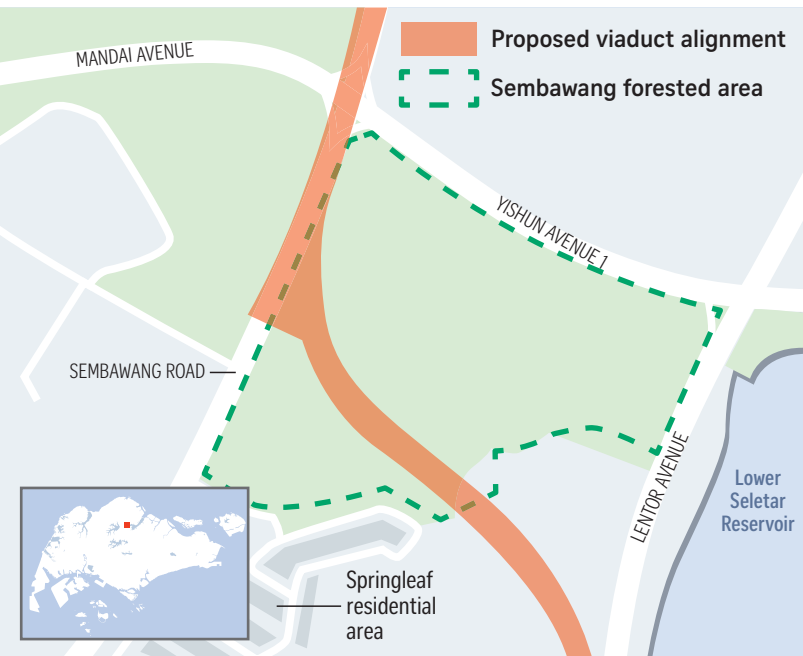 Proposed viaduct alignment
Sembawang forested area
MANDAI AVENUE
YISHUN AVENUE 1
SEMBAWANG ROAD
LENTOR AVENUE
Lower
Seletar
Reservoir
Springleaf
residential
area